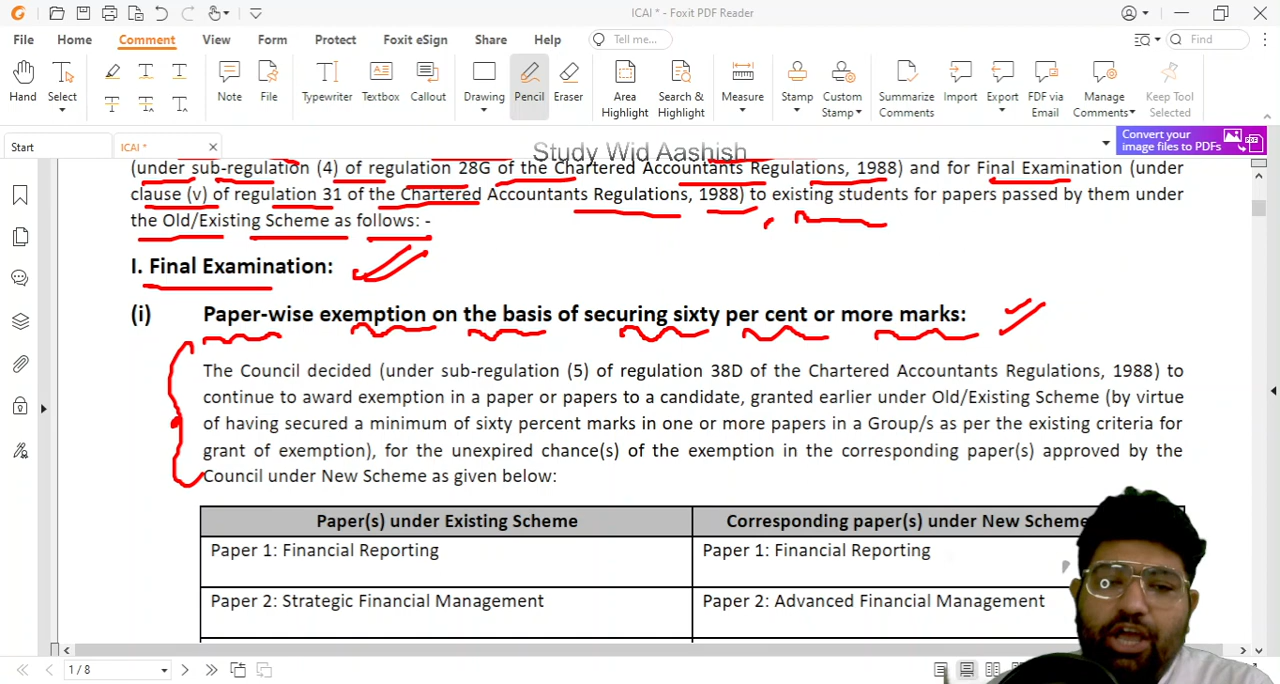 ICAI * - Foxit PDF Reader
File Home Comment View Form Protect Foxit eSign Share Help Tell me... Find
Hand Select Note File Typewriter Textbox Callout Drawing Pencil Eraser Area Highlight Search & Highlight Measure Stamp Custom Stamp Summarize Comments Import Export PDF via Email Manage Comments Keep Tool Selected
Start ICAI * Convert your image files to PDFs
Study Wid Aashish
(under sub-regulation (4) of regulation 28G of the Chartered Accountants Regulations, 1988) and for Final Examination (under
clause (v) of regulation 31 of the Chartered Accountants Regulations, 1988) to existing students for papers passed by them under
the Old/Existing Scheme as follows: -
I. Final Examination:
(i) Paper-wise exemption on the basis of securing sixty per cent or more marks:
The Council decided (under sub-regulation (5) of regulation 38D of the Chartered Accountants Regulations, 1988) to
continue to award exemption in a paper or papers to a candidate, granted earlier under Old/Existing Scheme (by virtue
of having secured a minimum of sixty percent marks in one or more papers in a Group/s as per the existing criteria for
grant of exemption), for the unexpired chance(s) of the exemption in the corresponding paper(s) approved by the
Council under New Scheme as given below:
Paper(s) under Existing Scheme Corresponding paper(s) under New Scheme
Paper 1: Financial Reporting Paper 1: Financial Reporting
Paper 2: Strategic Financial Management Paper 2: Advanced Financial Management
1 / 8